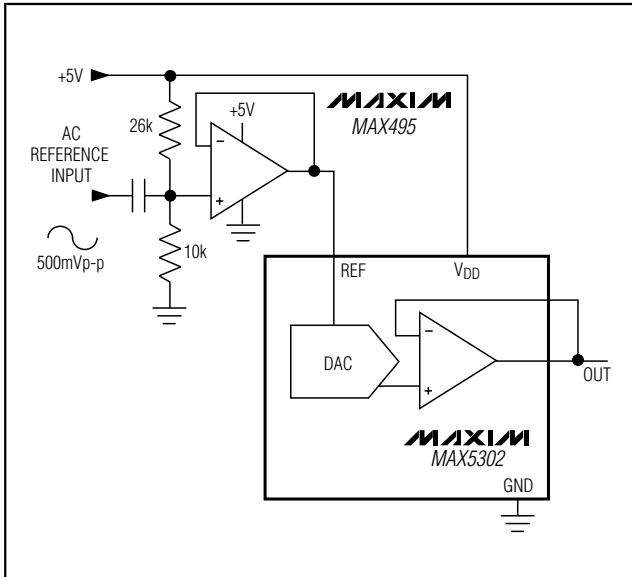 +5V
26k
AC
REFERENCE
INPUT
500mVp-p
10k
+5V
−
+
MAXIM
MAX495
REF
VDD
DAC
−
+
OUT
MAXIM
MAX5302
GND